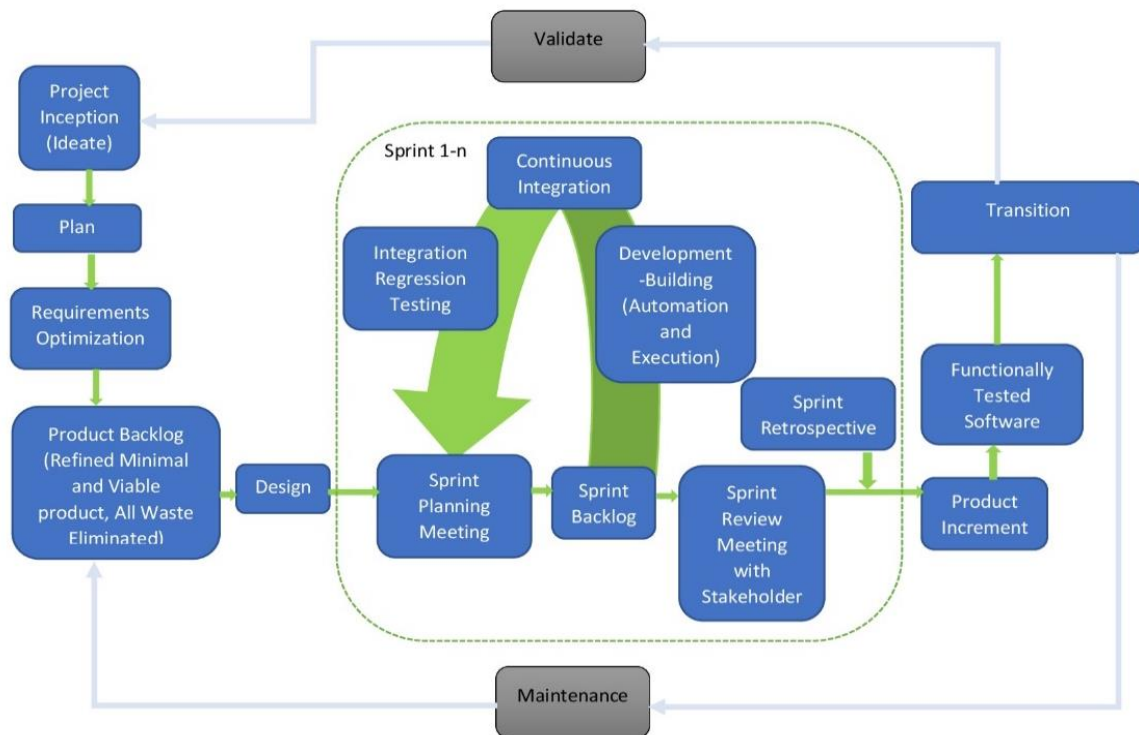 Validate
Project
Inception
(Ideate)
Plan
Requirements
Optimization
Product Backlog
(Refined Minimal
and Viable
product, All Waste
Eliminated)
Design
Sprint 1-n
Continuous
Integration
Integration
Regression
Testing
Development
-Building
(Automation
and
Execution)
Sprint
Planning
Meeting
Sprint
Backlog
Sprint
Review
Meeting
with
Stakeholder
Sprint
Retrospective
Product
Increment
Functionally
Tested
Software
Transition
Maintenance